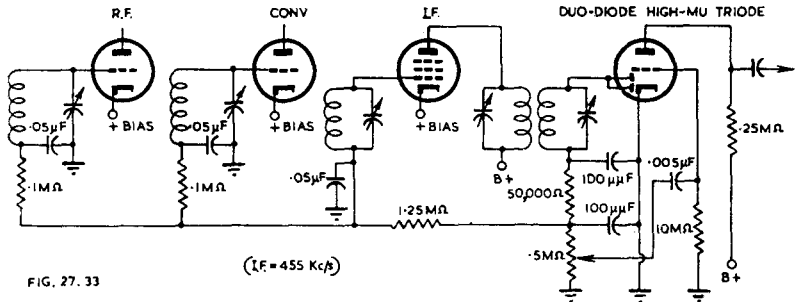 R.F.
CONV
I.F.
DUO-DIODE HIGH-MU TRIODE
.05µF
+ BIAS
.05µF
+ BIAS
+ BIAS
.05µF
B+
100µµF
50,000Ω
100µµF
.005µF
.25MΩ
.1MΩ
.1MΩ
1.25MΩ
.5MΩ
10MΩ
B+
(I.F. = 455 Kc/s)
FIG. 27.33